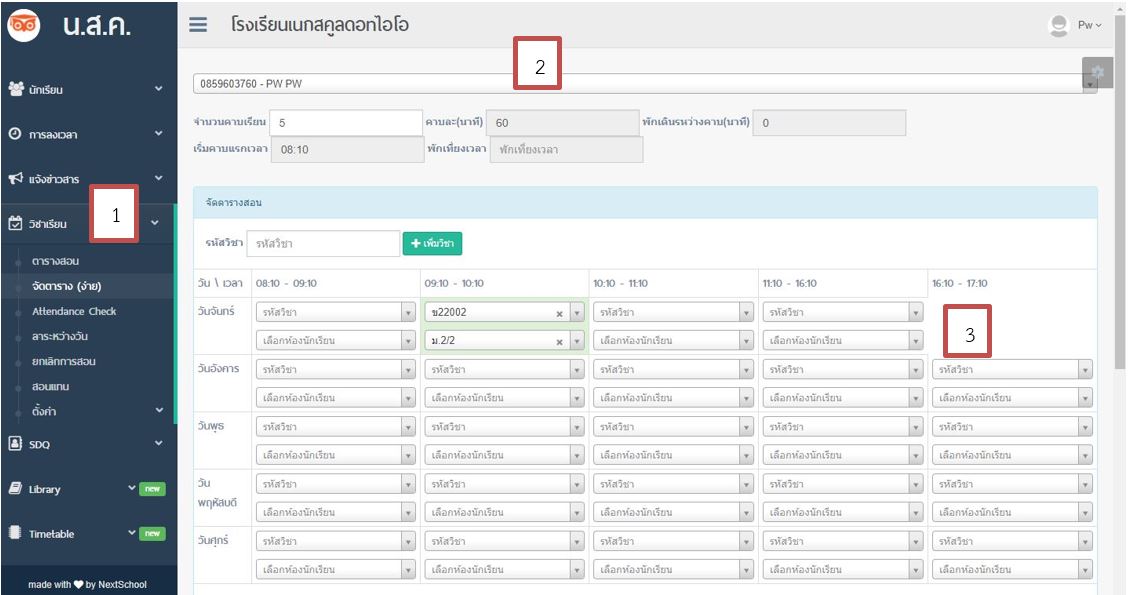 น.ส.ค.
โรงเรียนเนกสคูลดอทไอโอ
Pw
2
0859603760 - PW PW
จำนวนคาบเรียน 5 คาบละ(นาที) 60 พักเดินระหว่างคาบ(นาที) 0
เริ่มคาบแรกเวลา 08:10 พักเที่ยงเวลา พักเที่ยงเวลา
นักเรียน
การลงเวลา
แจ้งข่าวสาร
1
วิชาเรียน
ตารางสอน
จัดตาราง (ง่าย)
Attendance Check
ลาระหว่างวัน
ยกเลิกการสอน
สอนแทน
ตั้งค่า
SDQ
Library new
Timetable new
made with by NextSchool
จัดตารางสอน
รหัสวิชา รหัสวิชา + เพิ่มวิชา
วัน \ เวลา 08:10 - 09:10 09:10 - 10:10 10:10 - 11:10 11:10 - 16:10 16:10 - 17:10
วันจันทร์ รหัสวิชา ข22002 × รหัสวิชา รหัสวิชา
3
เลือกห้องนักเรียน ม.2/2 × เลือกห้องนักเรียน เลือกห้องนักเรียน
วันอังคาร รหัสวิชา รหัสวิชา รหัสวิชา รหัสวิชา รหัสวิชา
เลือกห้องนักเรียน เลือกห้องนักเรียน เลือกห้องนักเรียน เลือกห้องนักเรียน เลือกห้องนักเรียน
วันพุธ รหัสวิชา รหัสวิชา รหัสวิชา รหัสวิชา รหัสวิชา
เลือกห้องนักเรียน เลือกห้องนักเรียน เลือกห้องนักเรียน เลือกห้องนักเรียน เลือกห้องนักเรียน
วัน รหัสวิชา รหัสวิชา รหัสวิชา รหัสวิชา รหัสวิชา
พฤหัสบดี เลือกห้องนักเรียน เลือกห้องนักเรียน เลือกห้องนักเรียน เลือกห้องนักเรียน เลือกห้องนักเรียน
วันศุกร์ รหัสวิชา รหัสวิชา รหัสวิชา รหัสวิชา รหัสวิชา
เลือกห้องนักเรียน เลือกห้องนักเรียน เลือกห้องนักเรียน เลือกห้องนักเรียน เลือกห้องนักเรียน